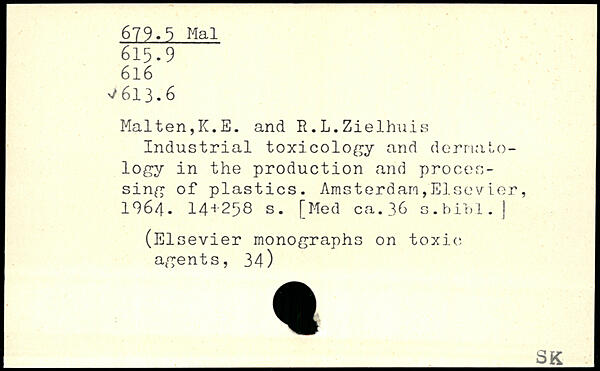 679.5 Mal
615.9
616
✓613.6
Malten,K.E. and R.L.Zielhuis
Industrial toxicology and dermato-
logy in the production and proces-
sing of plastics. Amsterdam,Elsevier,
1964. 14+258 s. [Med ca.36 s.bibl.]
(Elsevier monographs on toxic
agents, 34)
SK